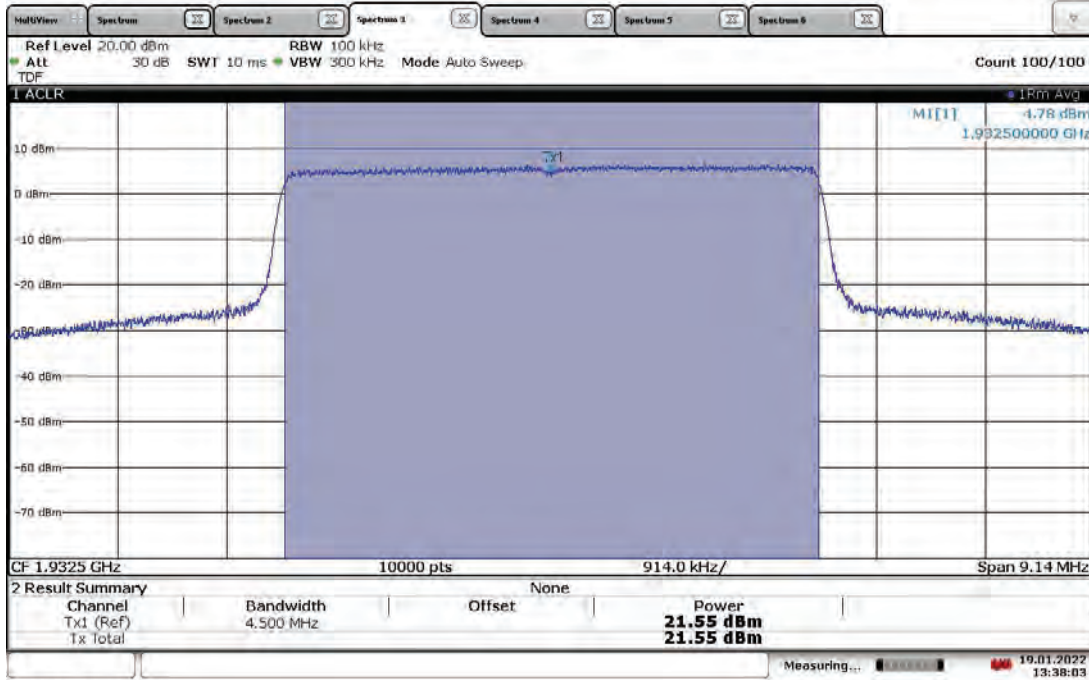 MultiView Spectrum Spectrum 2 Spectrum 3 Spectrum 4 Spectrum 5 Spectrum 6
Ref Level 20.00 dBm RBW 100 kHz
Att 30 dB SWT 10 ms VBW 300 kHz Mode Auto Sweep Count 100/100
TDF
1 ACLR 1Rm Avg
M1[1] 4.78 dBm
1.932500000 GHz
10 dBm
Tx1
0 dBm
-10 dBm
-20 dBm
-30 dBm
-40 dBm
-50 dBm
-60 dBm
-70 dBm
CF 1.9325 GHz 10000 pts 914.0 kHz/ Span 9.14 MHz
2 Result Summary None
Channel Bandwidth Offset Power
Tx1 (Ref) 4.500 MHz 21.55 dBm
Tx Total 21.55 dBm
Measuring... 19.01.2022
13:38:03